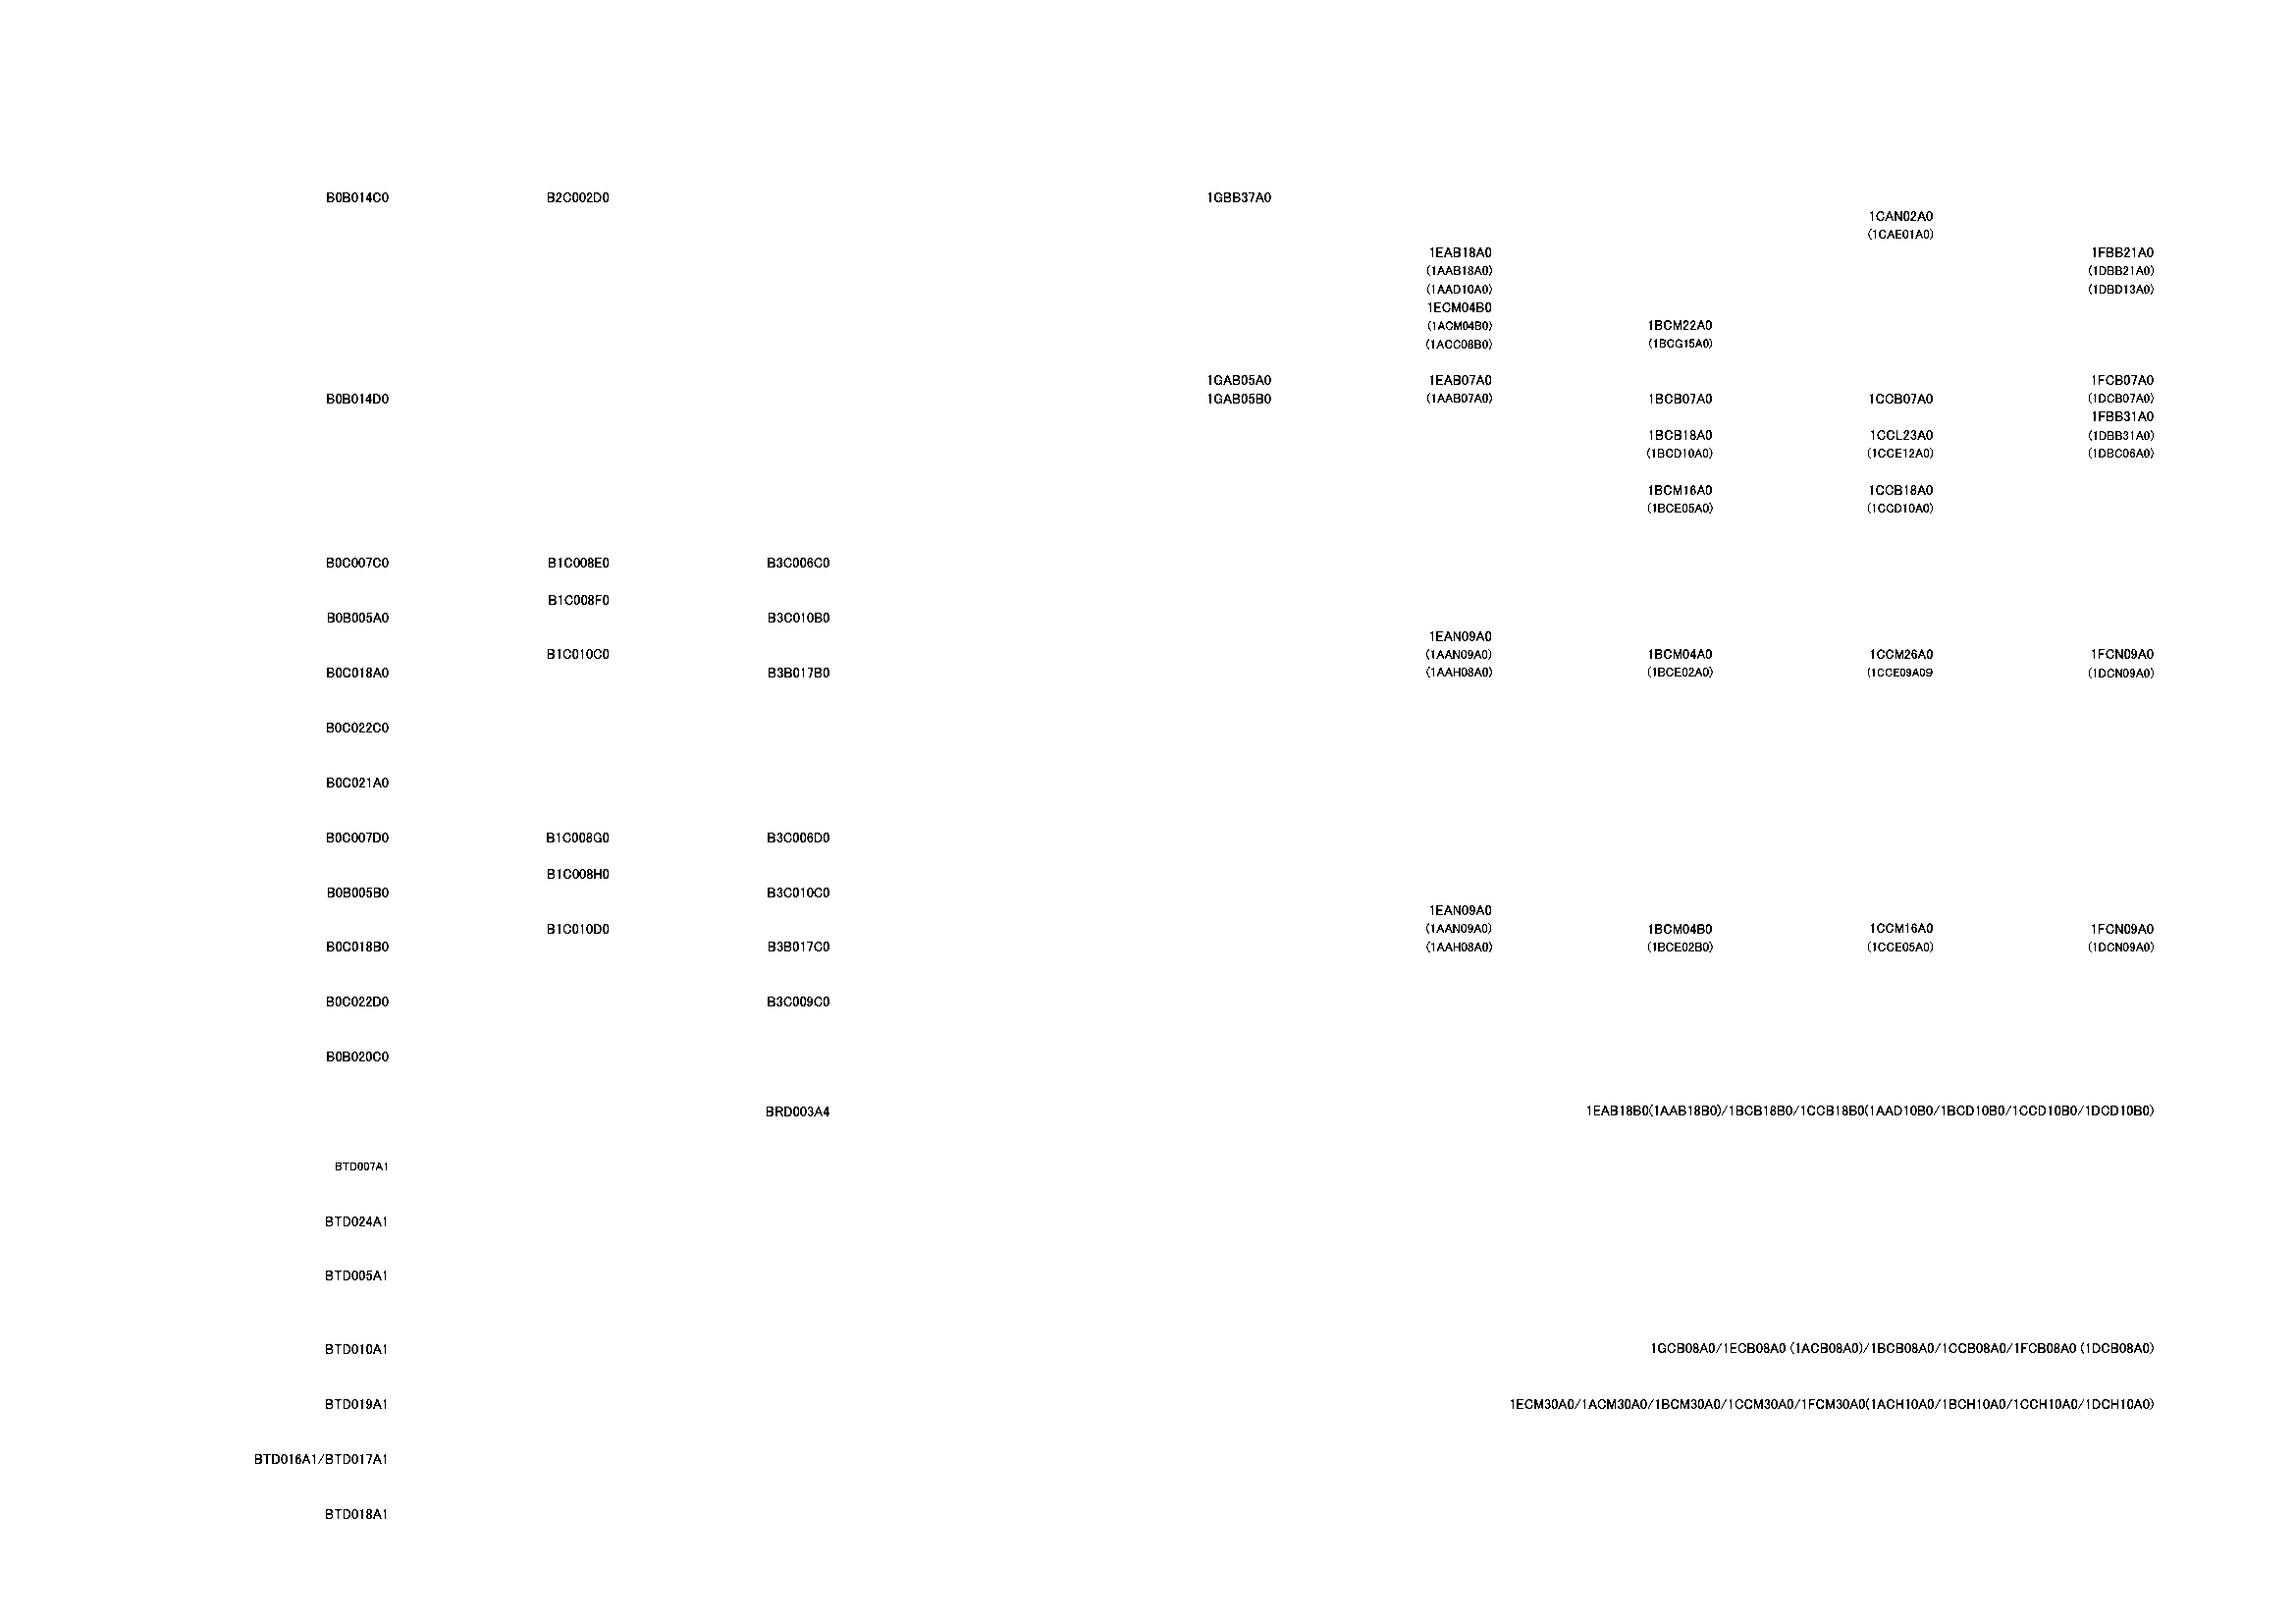 B0B014C0 B2C002D0 1GBB37A0
1CAN02A0
(1CAE01A0)
1EAB18A0 1FBB21A0
(1AAB18A0) (1DBB21A0)
(1AAD10A0) (1DBD13A0)
1ECM04B0
(1ACM04B0) 1BCM22A0
(1ACC08B0) (1BCG15A0)
1GAB05A0 1EAB07A0 1FCB07A0
B0B014D0 1GAB05B0 (1AAB07A0) 1BCB07A0 1CCB07A0 (1DCB07A0)
1FBB31A0
1BCB18A0 1CCL23A0 (1DBB31A0)
(1BCD10A0) (1CCE12A0) (1DBC06A0)
1BCM16A0 1CCB18A0
(1BCE05A0) (1CCD10A0)
B0C007C0 B1C008E0 B3C006C0
B1C008F0
B0B005A0 B3C010B0
1EAN09A0
B1C010C0 (1AAN09A0) 1BCM04A0 1CCM26A0 1FCN09A0
B0C018A0 B3B017B0 (1AAH08A0) (1BCE02A0) (1CCE09A09 (1DCN09A0)
B0C022C0
B0C021A0
B0C007D0 B1C008G0 B3C006D0
B1C008H0
B0B005B0 B3C010C0
1EAN09A0
B1C010D0 (1AAN09A0) 1BCM04B0 1CCM16A0 1FCN09A0
B0C018B0 B3B017C0 (1AAH08A0) (1BCE02B0) (1CCE05A0) (1DCN09A0)
B0C022D0 B3C009C0
B0B020C0
BRD003A4 1EAB18B0(1AAB18B0)/1BCB18B0/1CCB18B0(1AAD10B0/1BCD10B0/1CCD10B0/1DCD10B0)
BTD007A1
BTD024A1
BTD005A1
BTD010A1 1GCB08A0/1ECB08A0 (1ACB08A0)/1BCB08A0/1CCB08A0/1FCB08A0 (1DCB08A0)
BTD019A1 1ECM30A0/1ACM30A0/1BCM30A0/1CCM30A0/1FCM30A0(1ACH10A0/1BCH10A0/1CCH10A0/1DCH10A0)
BTD016A1/BTD017A1
BTD018A1